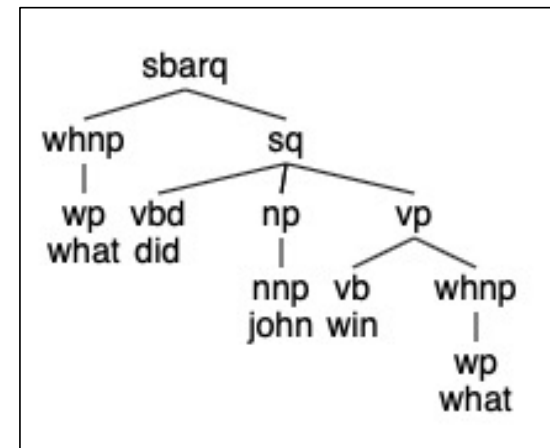 sbarq
whnp sq
wp vbd np vp
what did
nnp vb whnp
john win
wp
what